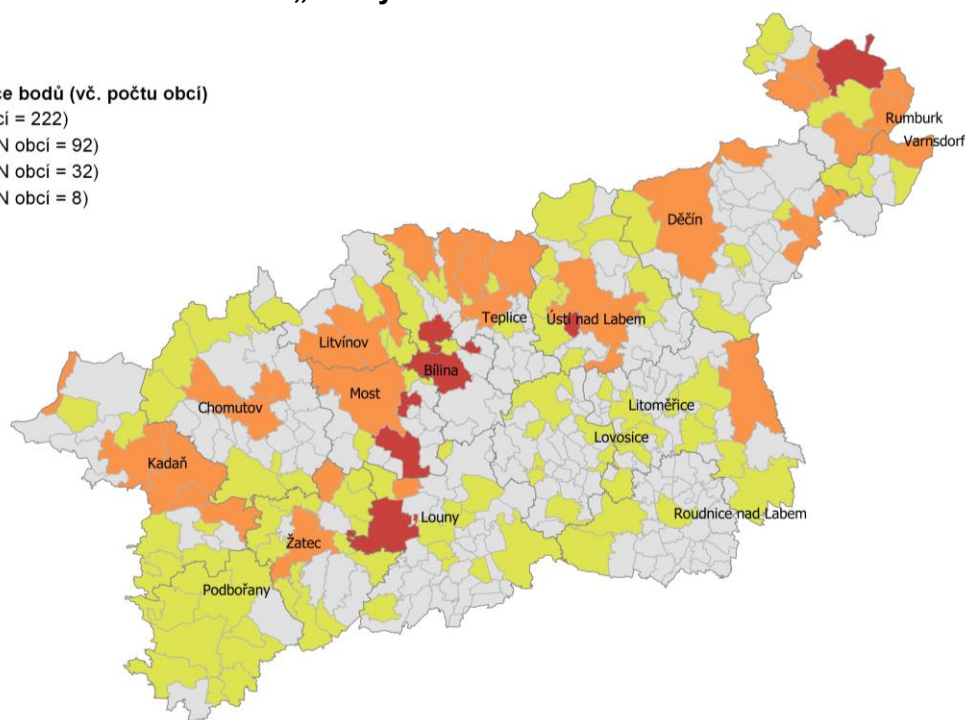 ce bodů (vč. počtu obcí)
cí = 222)
N obcí = 92)
N obcí = 32)
N obcí = 8)
Rumburk
Varnsdorf
Děčín
Teplice
Ústí nad Labem
Litvínov
Bílina
Most
Chomutov
Litoměřice
Lovosice
Kadaň
Roudnice nad Labem
Louny
Žatec
Podbořany